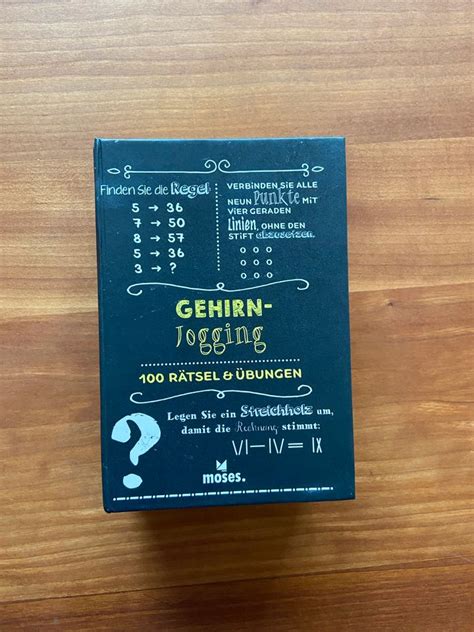 Finden Sie die Regel
5 → 36
7 → 50
8 → 57
5 → 36
3 → ?
VERBINDEN SIE ALLE
NEUN Punkte MIT
VIER GERADEN
Linien, OHNE DEN
STIFT abzusetzen.
GEHIRN-
Jogging
100 RÄTSEL & ÜBUNGEN
Legen Sie ein Streichholz um,
damit die Rechnung stimmt:
VI — IV = IX
?
moses.